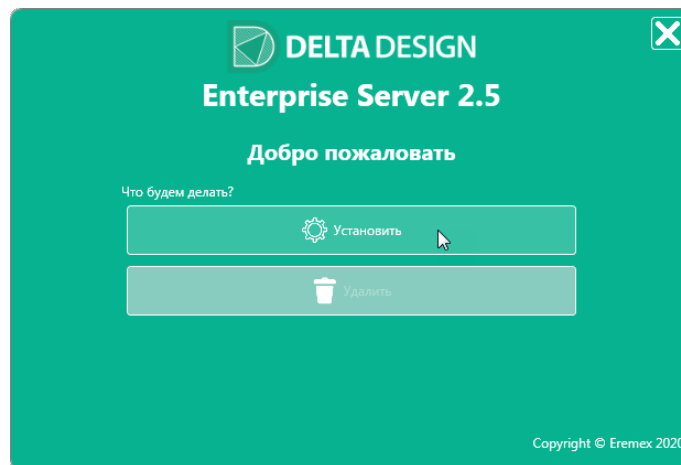 DELTA DESIGN
Enterprise Server 2.5
Добро пожаловать
Что будем делать?
Установить
Удалить
Copyright © Eremex 2020